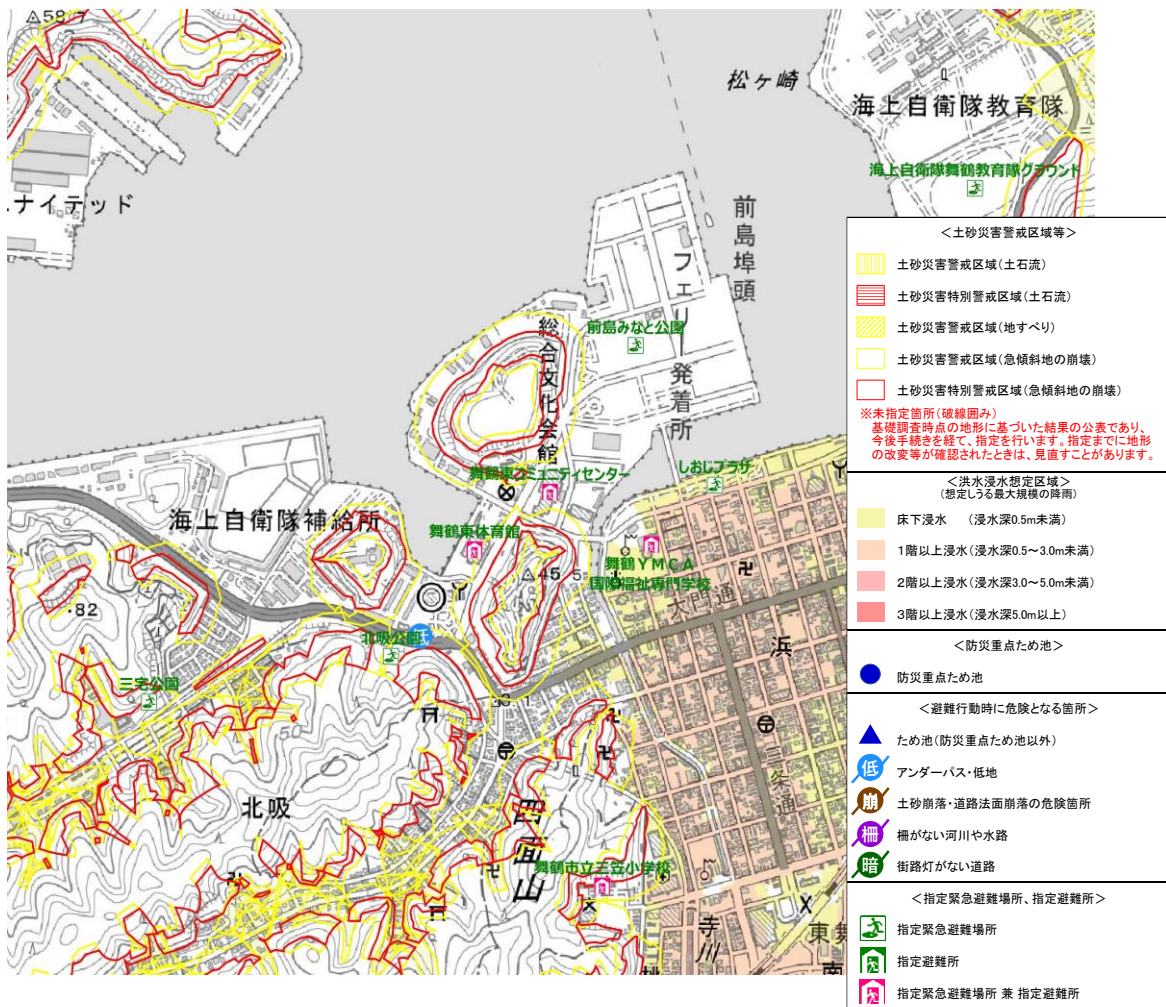 58.7
松ヶ崎
海上自衛隊教育隊
海上自衛隊舞鶴教育隊グラウンド
ナイテッド
前島埠頭
フェリー発着所
前島みなと公園
総合文化会館
舞鶴東コミュニティセンター
しおじプラザ
海上自衛隊補給所
舞鶴東体育館
舞鶴YMCA
国際福祉専門学校
45
大門通
82
低
北吸公園
三宅公園
浜
三条通
50
北吸
四面山
舞鶴市立三笠小学校
寺川
東舞
南
桃
<土砂災害警戒区域等>
土砂災害警戒区域(土石流)
土砂災害特別警戒区域(土石流)
土砂災害警戒区域(地すべり)
土砂災害警戒区域(急傾斜地の崩壊)
土砂災害特別警戒区域(急傾斜地の崩壊)
※未指定箇所(破線囲み)
基礎調査時点の地形に基づいた結果の公表であり、
今後手続きを経て、指定を行います。指定までに地形
の改変等が確認されたときは、見直すことがあります。
<洪水浸水想定区域>
(想定しうる最大規模の降雨)
床下浸水 (浸水深0.5m未満)
1階以上浸水(浸水深0.5~3.0m未満)
2階以上浸水(浸水深3.0~5.0m未満)
3階以上浸水(浸水深5.0m以上)
<防災重点ため池>
防災重点ため池
<避難行動時に危険となる箇所>
ため池(防災重点ため池以外)
低 アンダーパス・低地
崩 土砂崩落・道路法面崩落の危険箇所
柵 柵がない河川や水路
暗 街路灯がない道路
<指定緊急避難場所、指定避難所>
指定緊急避難場所
指定避難所
指定緊急避難場所 兼 指定避難所